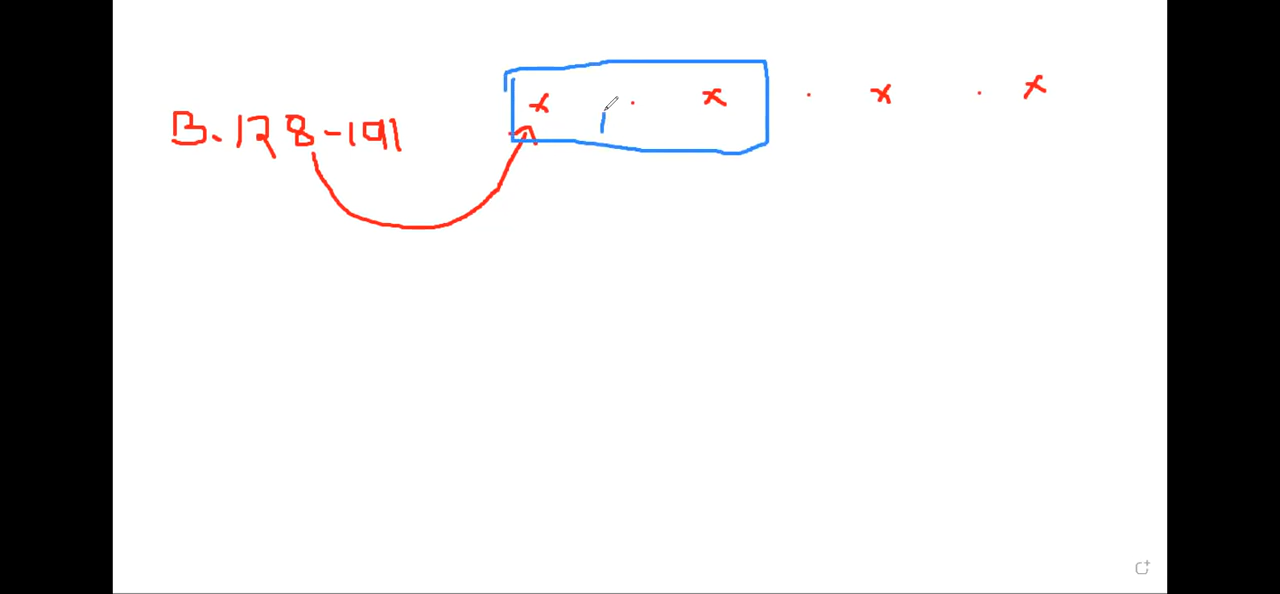 x . x . x . x
B. 128-191